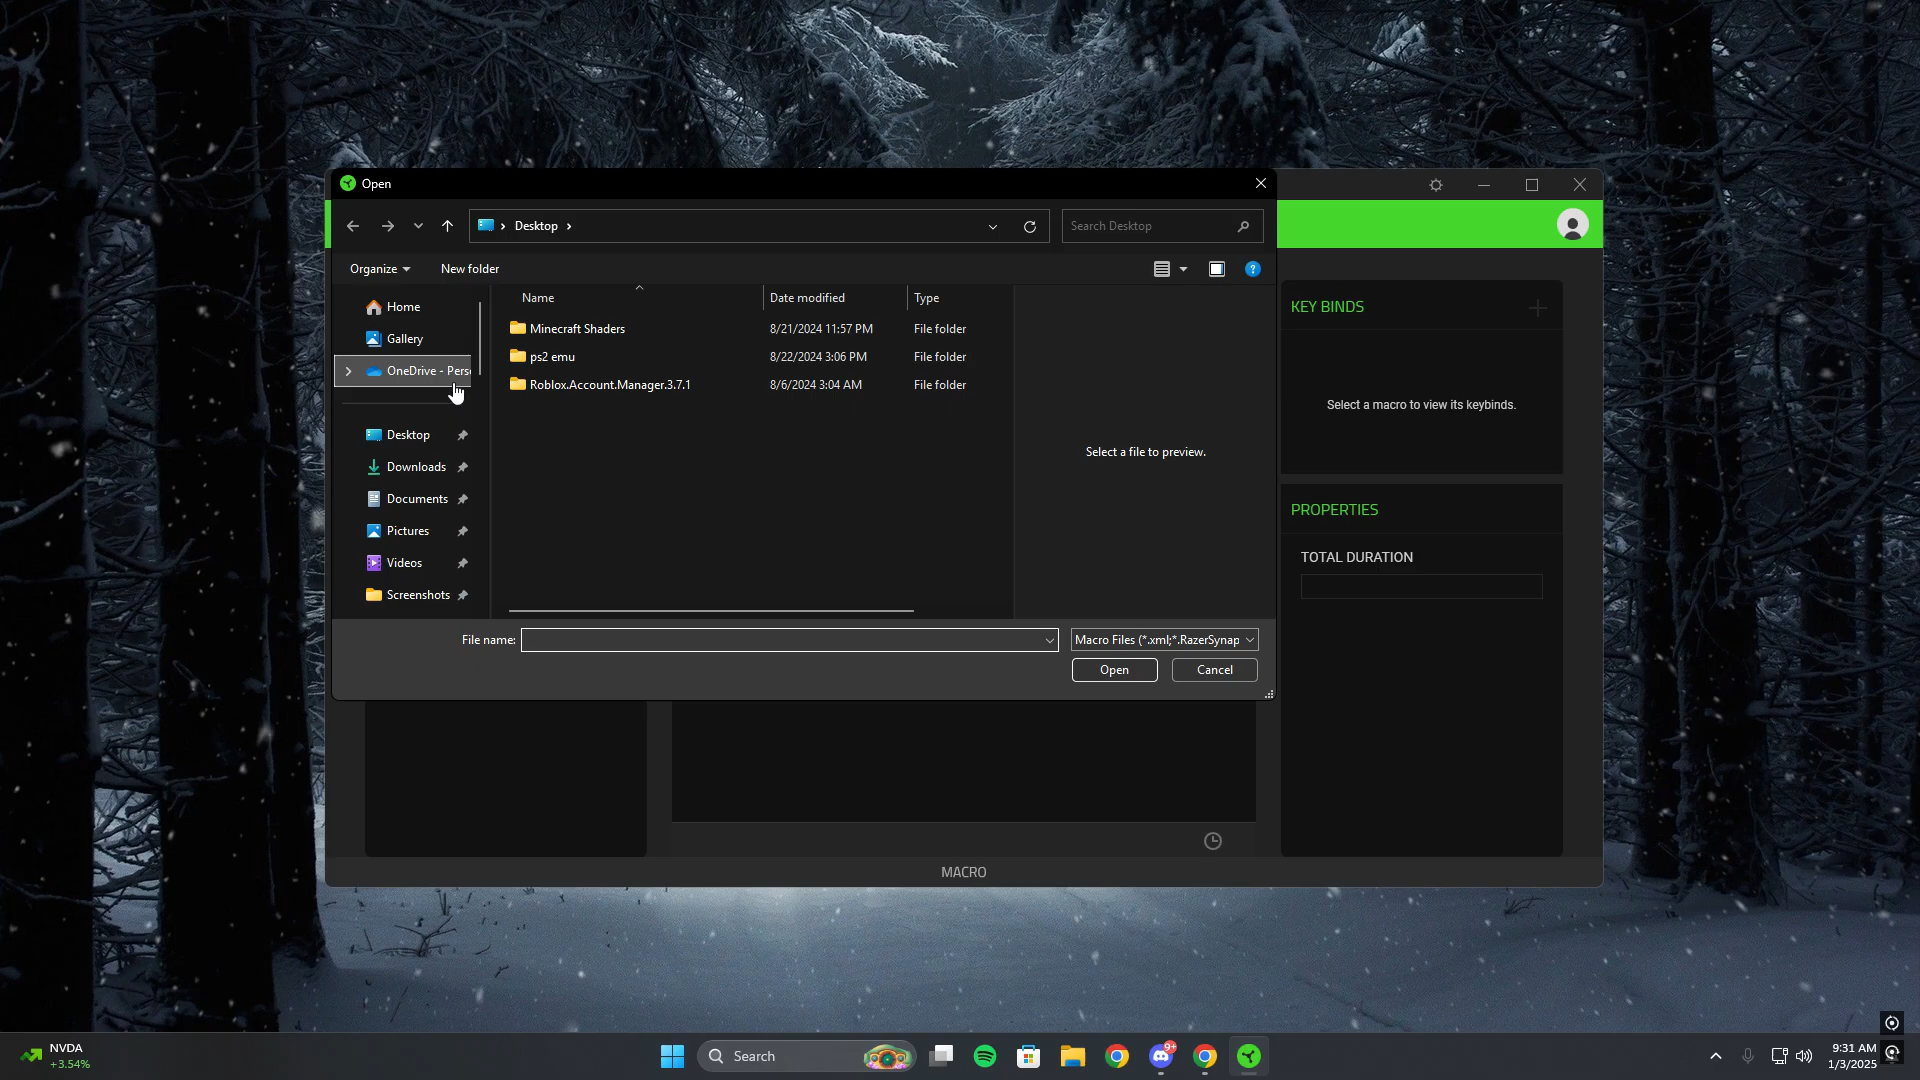 Open
Desktop
Search Desktop
Organize
New folder
?
Name
Date modified
Type
Home
Gallery
OneDrive - Pers
Minecraft Shaders
8/21/2024 11:57 PM
File folder
ps2 emu
8/22/2024 3:06 PM
File folder
Roblox.Account.Manager.3.7.1
8/6/2024 3:04 AM
File folder
Desktop
Downloads
Documents
Pictures
Videos
Screenshots
Select a file to preview.
File name:
Macro Files (*.xml;*.RazerSynap
Open
Cancel
KEY BINDS
Select a macro to view its keybinds.
PROPERTIES
TOTAL DURATION
MACRO
NVDA
+3.54%
Search
9+
9:31 AM
1/3/2025